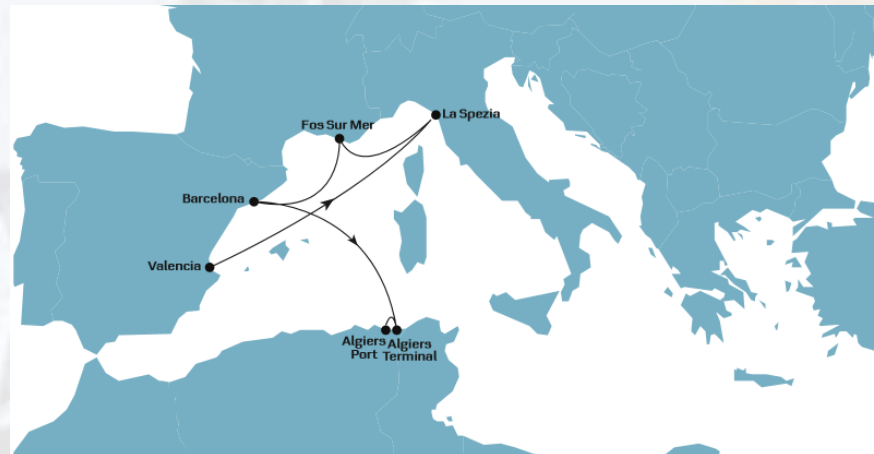 Fos Sur Mer
La Spezia
Barcelona
Valencia
Algiers
Port
Algiers
Terminal